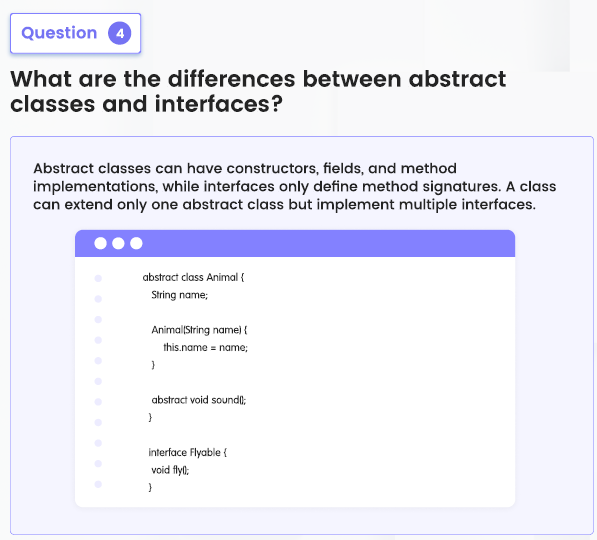 Question 4
What are the differences between abstract
classes and interfaces?
Abstract classes can have constructors, fields, and method
implementations, while interfaces only define method signatures. A class
can extend only one abstract class but implement multiple interfaces.
abstract class Animal {
String name;
Animal(String name) {
this.name = name;
}
abstract void sound();
}
interface Flyable {
void fly();
}